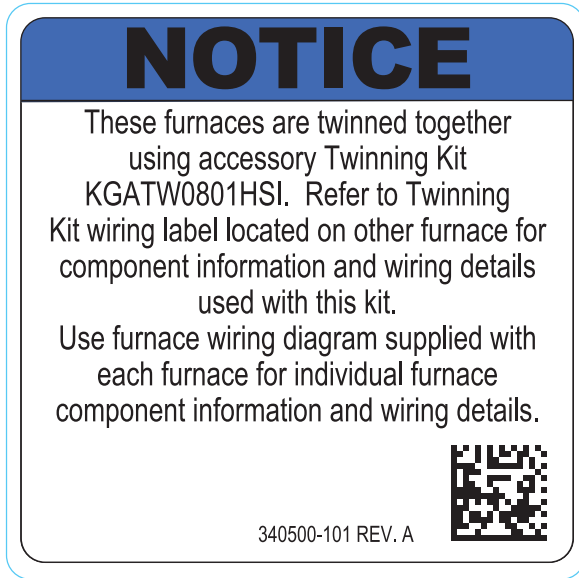 NOTICE
These furnaces are twinned together
using accessory Twinning Kit
KGATW0801HSI.  Refer to Twinning
Kit wiring label located on other furnace for
component information and wiring details
used with this kit.
Use furnace wiring diagram supplied with
each furnace for individual furnace
component information and wiring details.
340500-101 REV. A